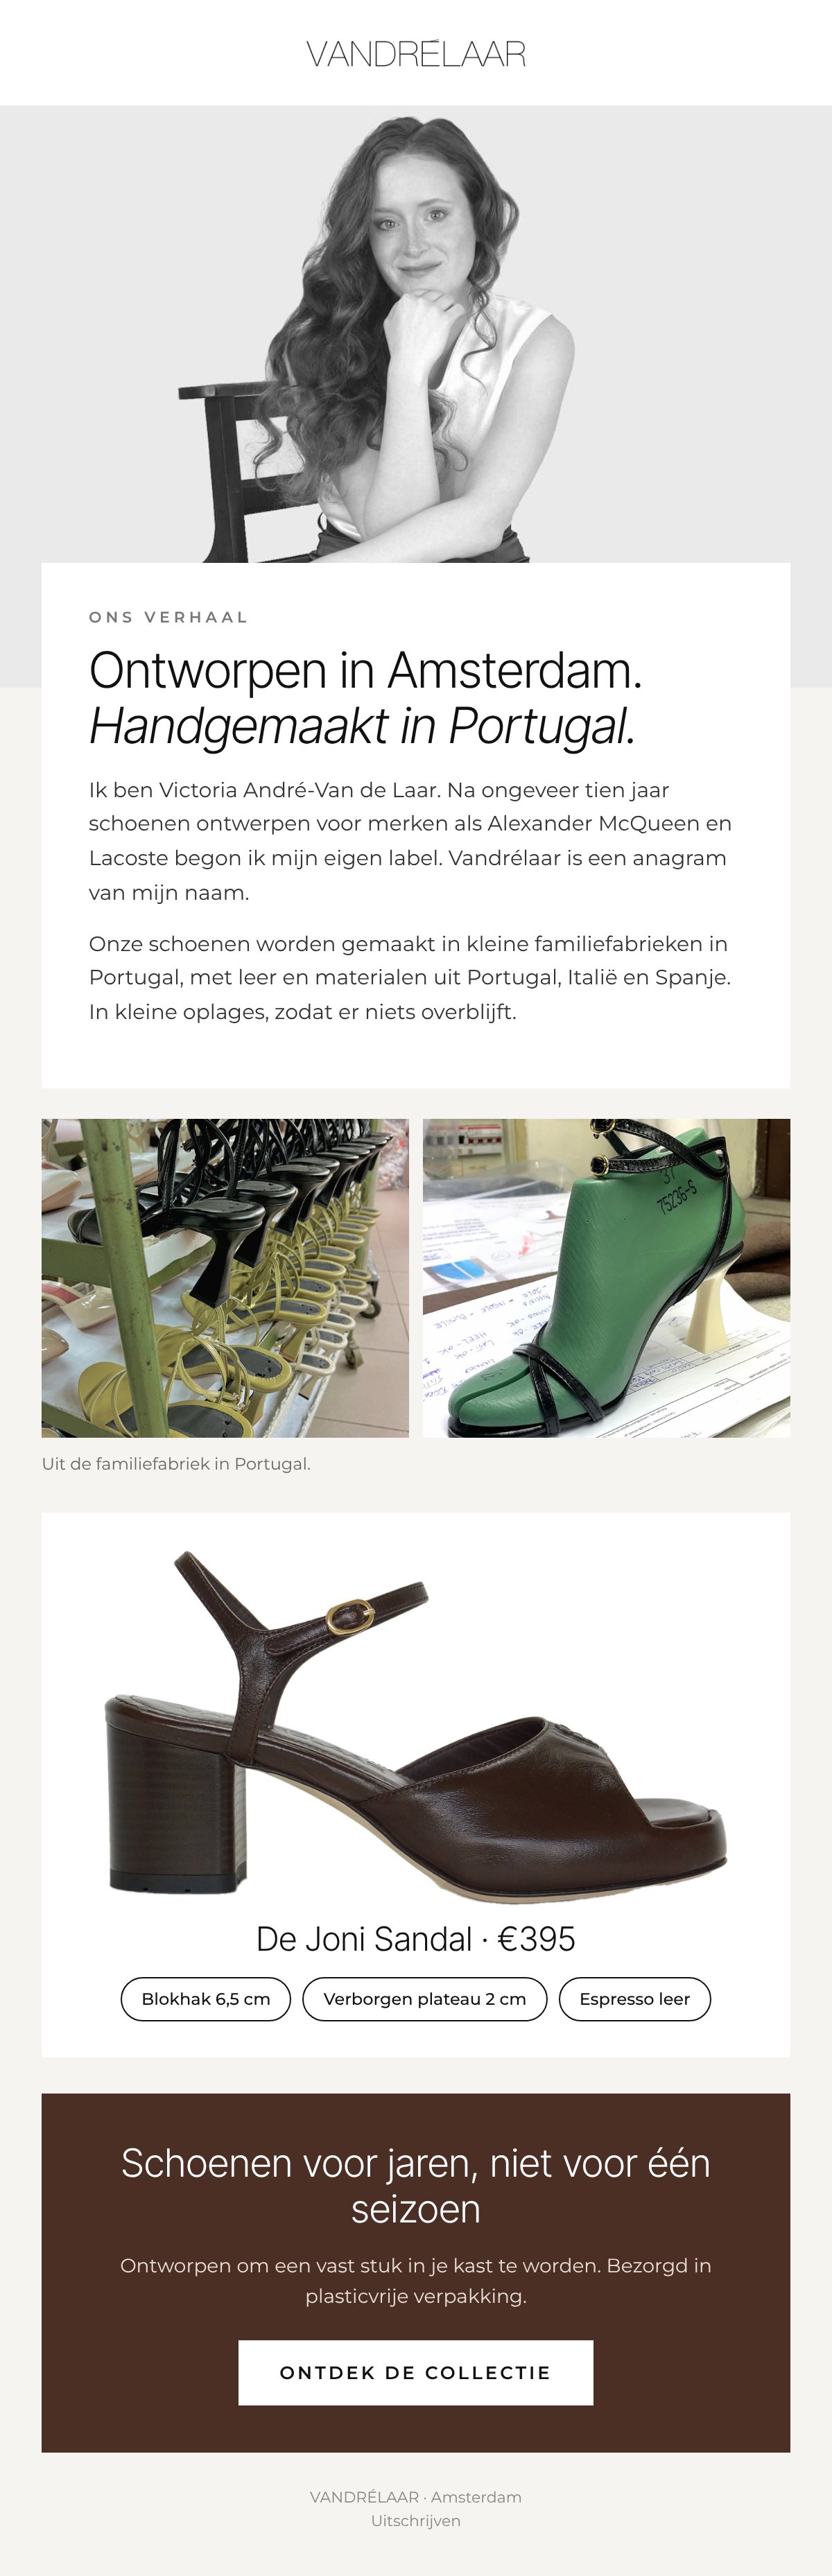 VANDRÉLAAR
ONS VERHAAL
Ontworpen in Amsterdam.
Handgemaakt in Portugal.
Ik ben Victoria André-Van de Laar. Na ongeveer tien jaar
schoenen ontwerpen voor merken als Alexander McQueen en
Lacoste begon ik mijn eigen label. Vandrélaar is een anagram
van mijn naam.
Onze schoenen worden gemaakt in kleine familiefabrieken in
Portugal, met leer en materialen uit Portugal, Italië en Spanje.
In kleine oplages, zodat er niets overblijft.
37
75236-S
Uit de familiefabriek in Portugal.
De Joni Sandal · €395
Blokhak 6,5 cm
Verborgen plateau 2 cm
Espresso leer
Schoenen voor jaren, niet voor één
seizoen
Ontworpen om een vast stuk in je kast te worden. Bezorgd in
plasticvrije verpakking.
ONTDEK DE COLLECTIE
VANDRÉLAAR · Amsterdam
Uitschrijven